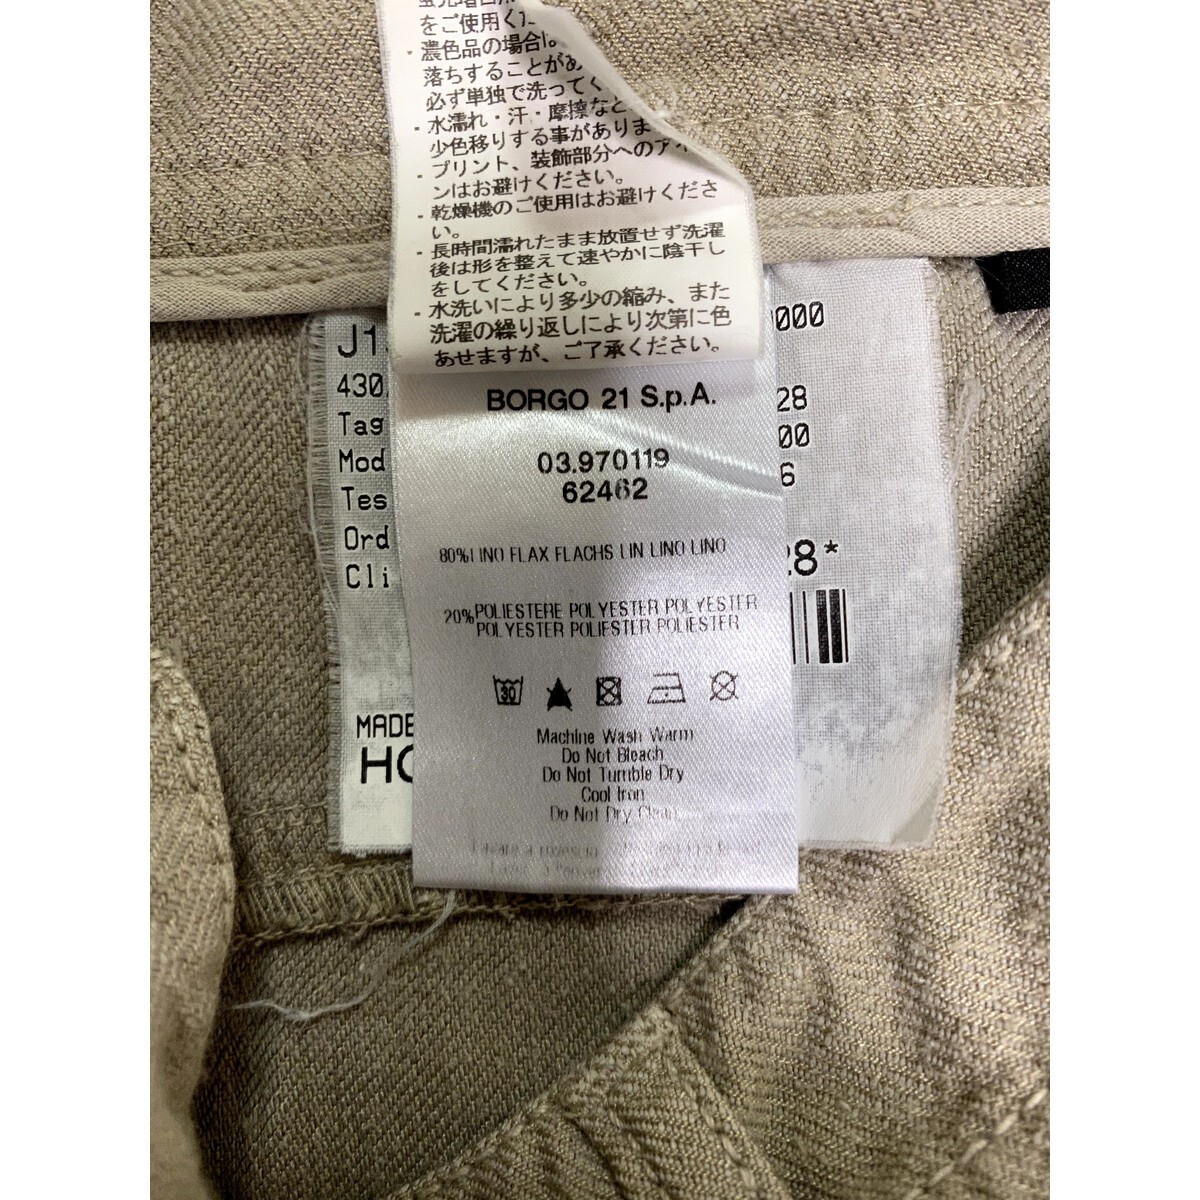 をご使用くだ
・濃色品の場合は
落ちすることがあ
必ず単独で洗ってく
・水濡れ・汗・摩擦など
少色移りする事がありま
・プリント、装飾部分へのアイ
ンはお避けください。
・乾燥機のご使用はお避けくださ
い。
・長時間濡れたまま放置せず洗濯
後は形を整えて速やかに陰干し
をしてください。
・水洗いにより多少の縮み、また
洗濯の繰り返しにより次第に色
あせますが、ご了承ください。
J1
000
430
28
Tag
00
Mod
6
Tes
Ord
28*
Cli
MADE
HO
BORGO 21 S.p.A.
03.970119
62462
80%LINO FLAX FLACHS LIN LINO LINO
20%POLIESTERE POLYESTER POLYESTER
POLYESTER POLIESTER POLIESTER
30
Machine Wash Warm
Do Not Bleach
Do Not Tumble Dry
Cool Iron
Do Not Dry Clean